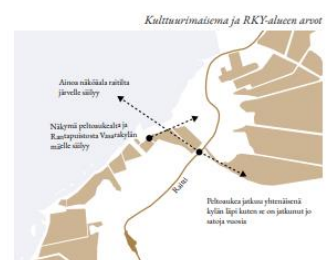 Kulttuurimaisema ja RKY-alueen arvot
Ainoa näköala raitilta
järvelle säilyy
Näkymä peltoaukealta ja
Rantapuistosta Vasarakylän
mäelle säilyy
Raitti
Peltoaukea jatkuu yhtenäisenä
kylän läpi kuten se on jatkunut jo
satoja vuosia